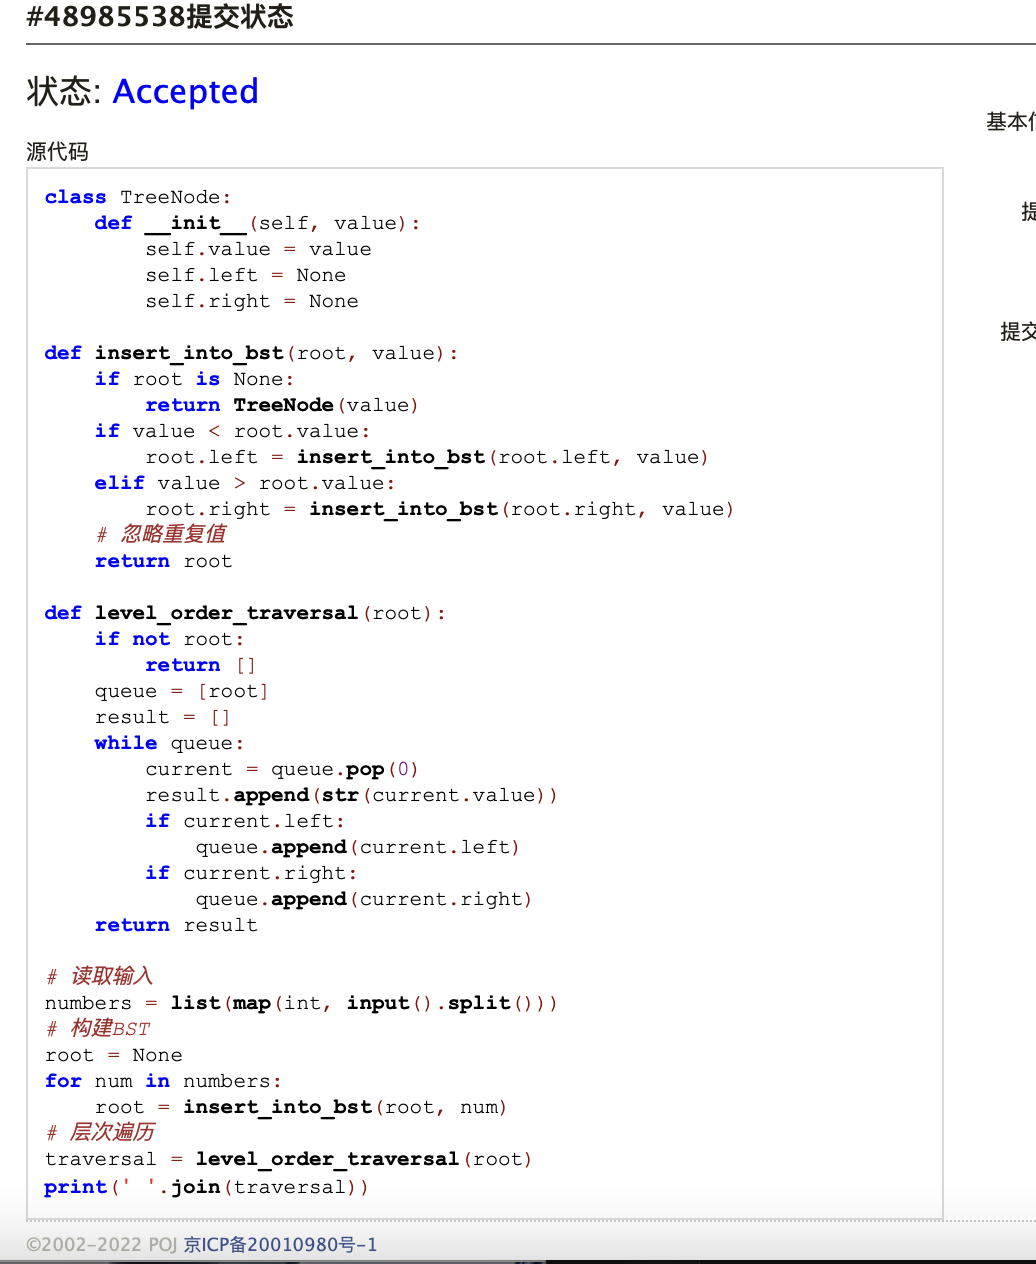 #48985538提交状态
状态: Accepted
基本
源代码
class TreeNode:
    def __init__(self, value):
        self.value = value
        self.left = None
        self.right = None
def insert_into_bst(root, value):
    if root is None:
        return TreeNode(value)
    if value < root.value:
        root.left = insert_into_bst(root.left, value)
    elif value > root.value:
        root.right = insert_into_bst(root.right, value)
    # 忽略重复值
    return root
def level_order_traversal(root):
    if not root:
        return []
    queue = [root]
    result = []
    while queue:
        current = queue.pop(0)
        result.append(str(current.value))
        if current.left:
            queue.append(current.left)
        if current.right:
            queue.append(current.right)
    return result
# 读取输入
numbers = list(map(int, input().split()))
# 构建BST
root = None
for num in numbers:
    root = insert_into_bst(root, num)
# 层次遍历
traversal = level_order_traversal(root)
print(' '.join(traversal))
提
提交
©2002-2022 POJ 京ICP备20010980号-1